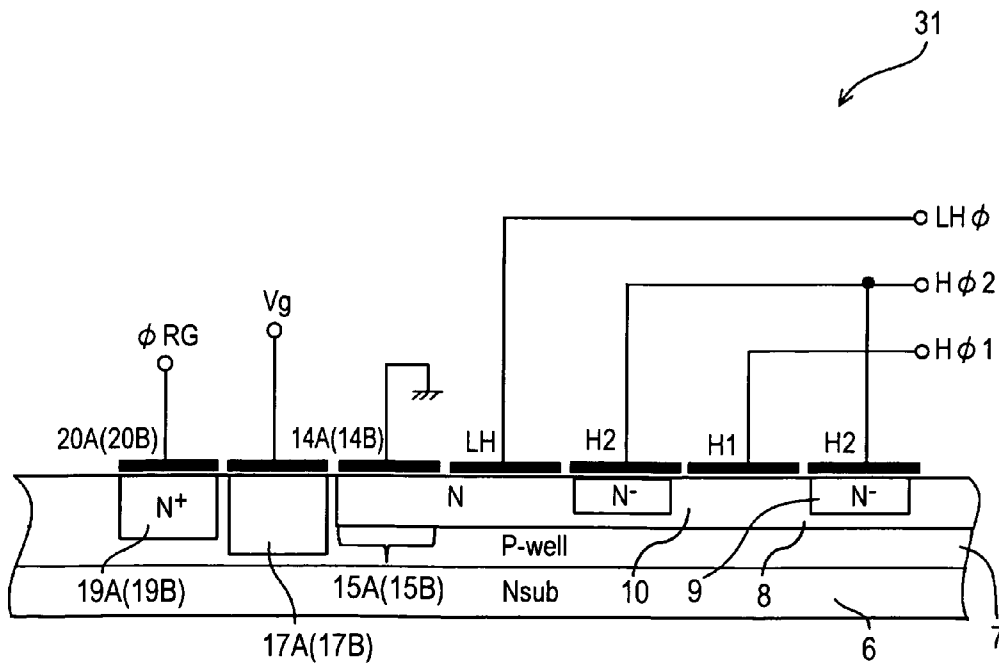 31
LHϕ
Hϕ2
Vg
ϕRG
Hϕ1
20A(20B)
14A(14B)
LH
H2
H1
H2
N+
N
N-
N-
P-well
19A(19B)
15A(15B)
Nsub
10
9
8
17A(17B)
6
7